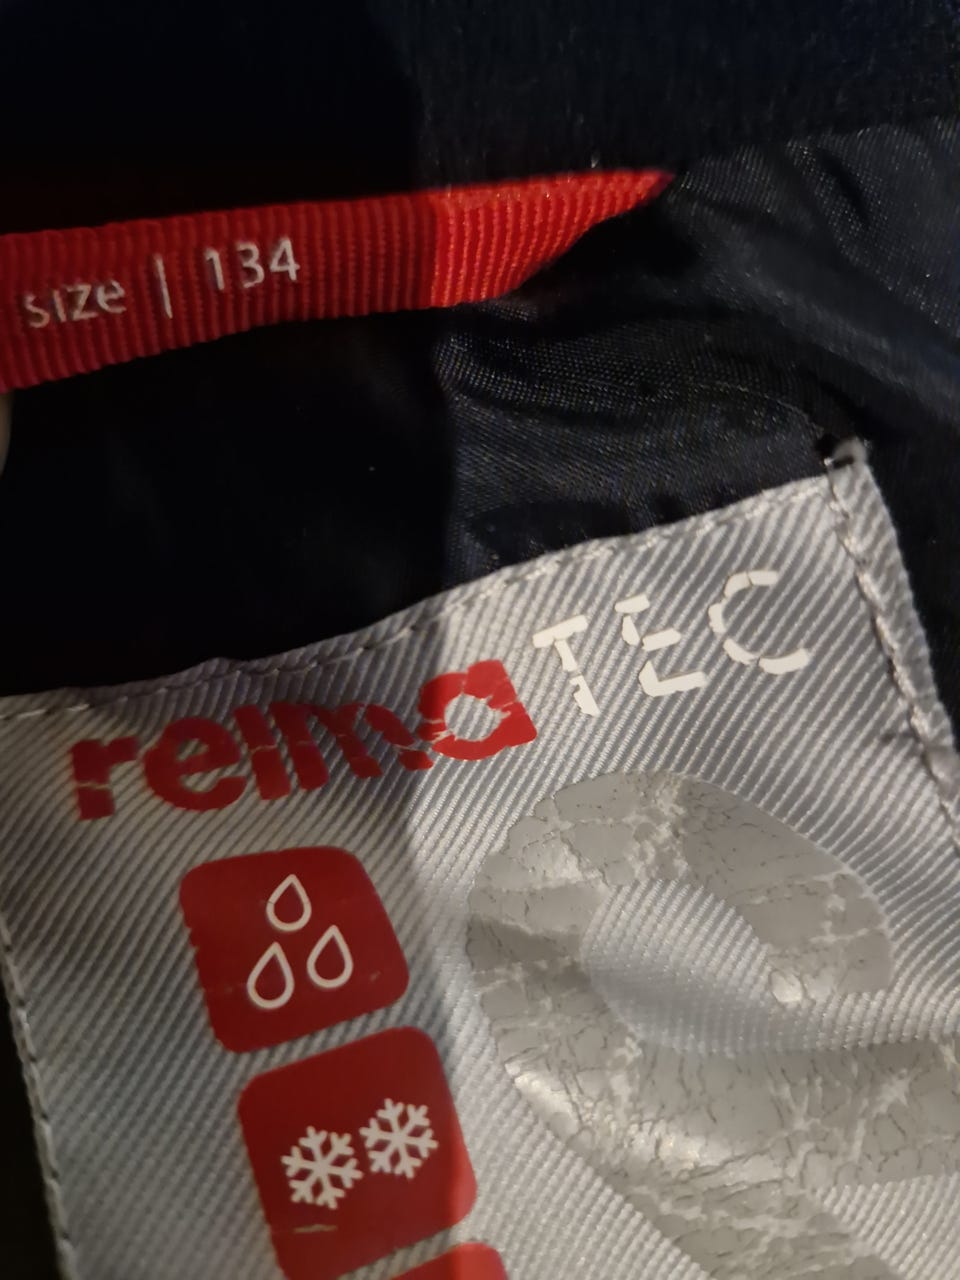 size | 134
reima TEC